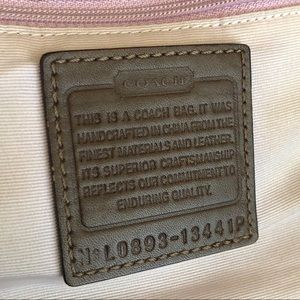 COACH
THIS IS A COACH BAG. IT WAS
HANDCRAFTED IN CHINA FROM THE
FINEST MATERIALS AND LEATHER.
ITS SUPERIOR CRAFTSMANSHIP
REFLECTS OUR COMMITMENT TO
ENDURING QUALITY.
Nº L0893-13441P